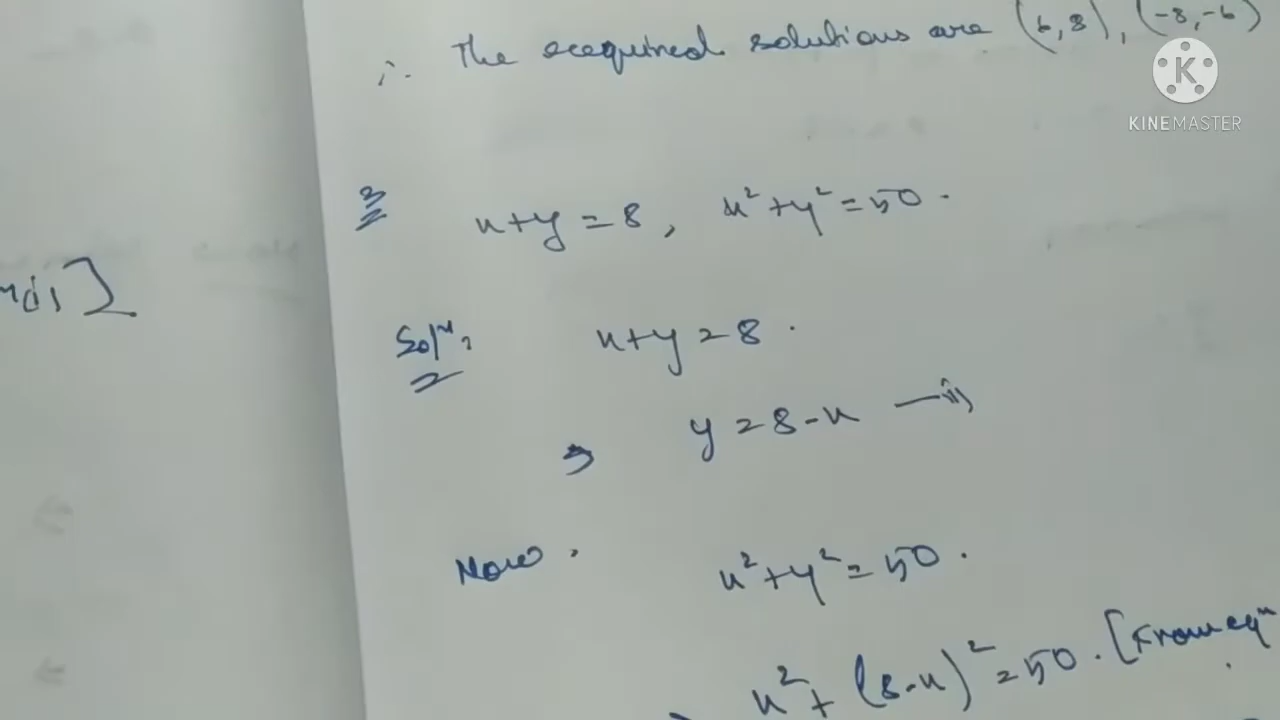 ∴ The required solutions are (6,8), (-8,-6)
KINEMASTER
3 x+y=8, x²+y²=50.
Solⁿ: x+y=8.
⇒ y=8-x —(i)
Now, x²+y²=50.
⇒ x²+(8-x)²=50. [From eqⁿ